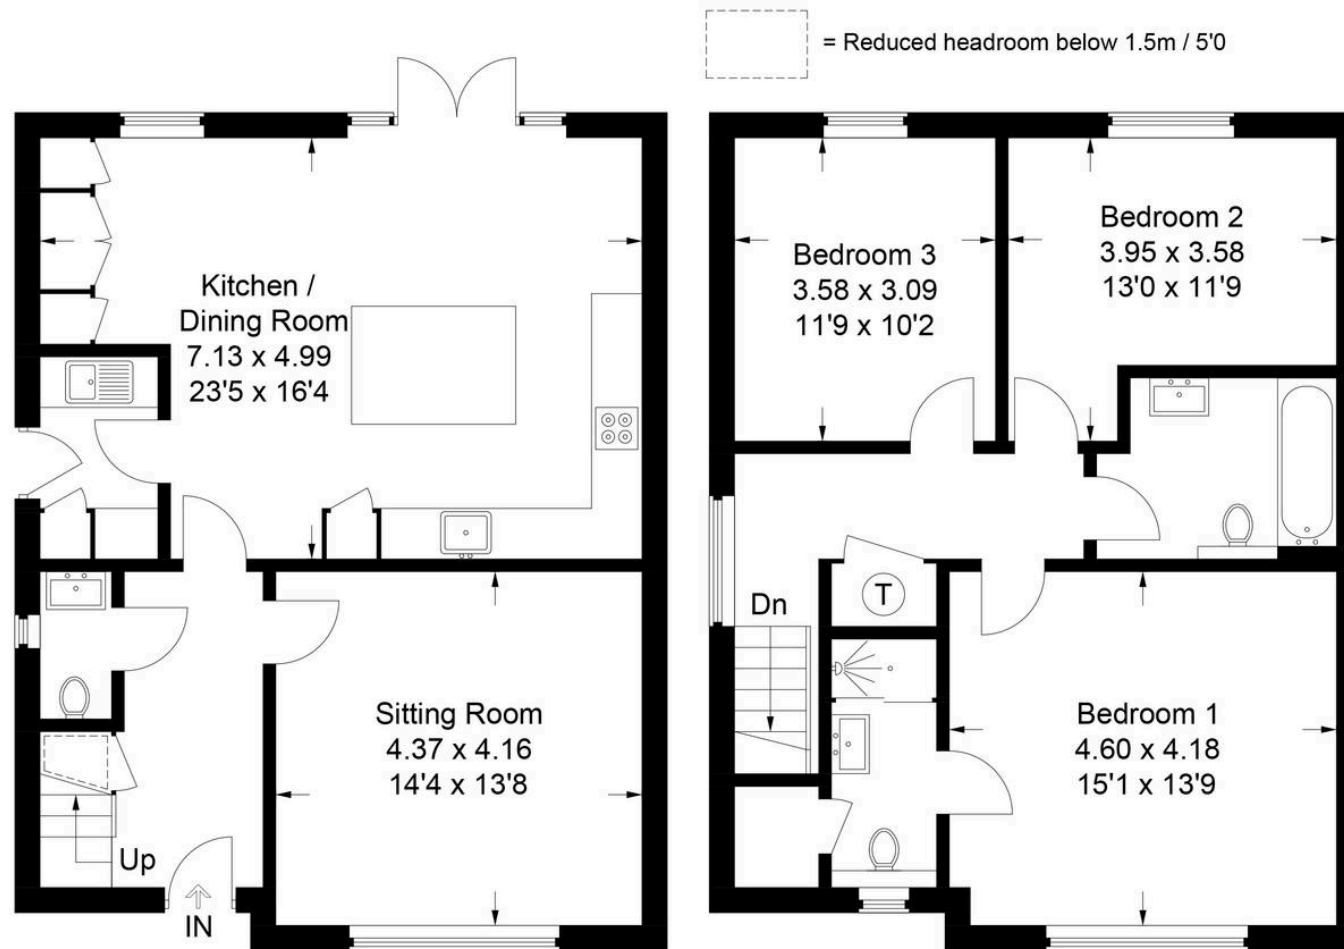 = Reduced headroom below 1.5m / 5'0
Kitchen /
Dining Room
7.13 x 4.99
23'5 x 16'4
Sitting Room
4.37 x 4.16
14'4 x 13'8
Up
IN
Bedroom 3
3.58 x 3.09
11'9 x 10'2
Bedroom 2
3.95 x 3.58
13'0 x 11'9
Dn
T
Bedroom 1
4.60 x 4.18
15'1 x 13'9